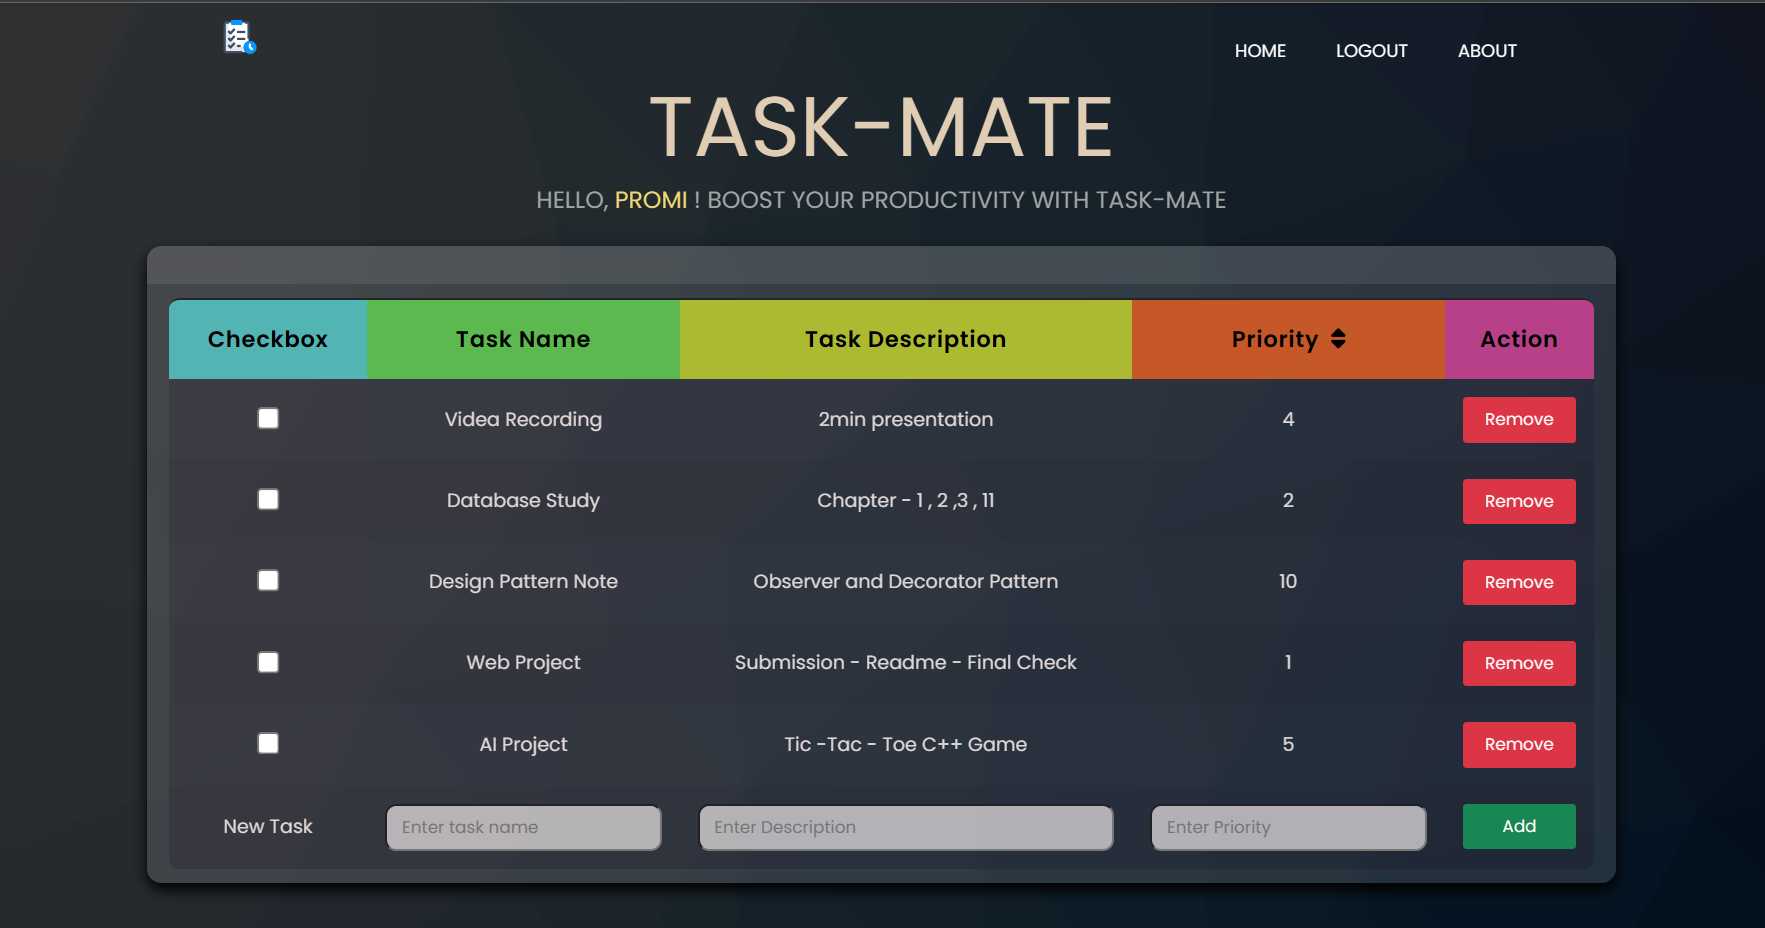 HOME LOGOUT ABOUT
TASK-MATE
HELLO, PROMI ! BOOST YOUR PRODUCTIVITY WITH TASK-MATE
Checkbox Task Name Task Description Priority Action
Videa Recording 2min presentation 4 Remove
Database Study Chapter - 1 , 2 ,3 , 11 2 Remove
Design Pattern Note Observer and Decorator Pattern 10 Remove
Web Project Submission - Readme - Final Check 1 Remove
AI Project Tic -Tac - Toe C++ Game 5 Remove
New Task Enter task name Enter Description Enter Priority Add